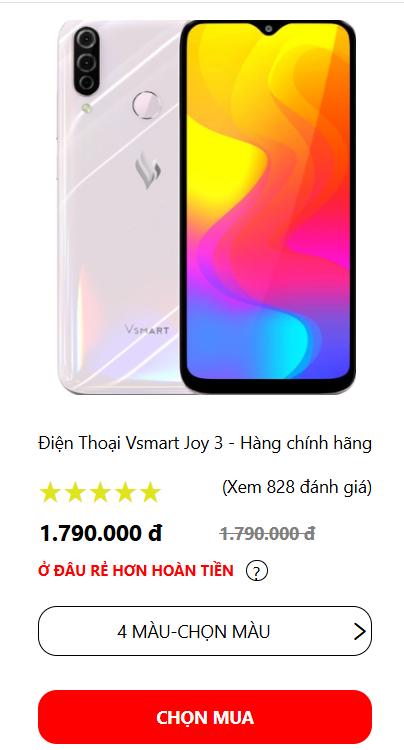 VSMART
Điện Thoại Vsmart Joy 3 - Hàng chính hãng
(Xem 828 đánh giá)
1.790.000 đ 1.790.000 đ
Ở ĐÂU RẺ HƠN HOÀN TIỀN ?
4 MÀU-CHỌN MÀU
CHỌN MUA